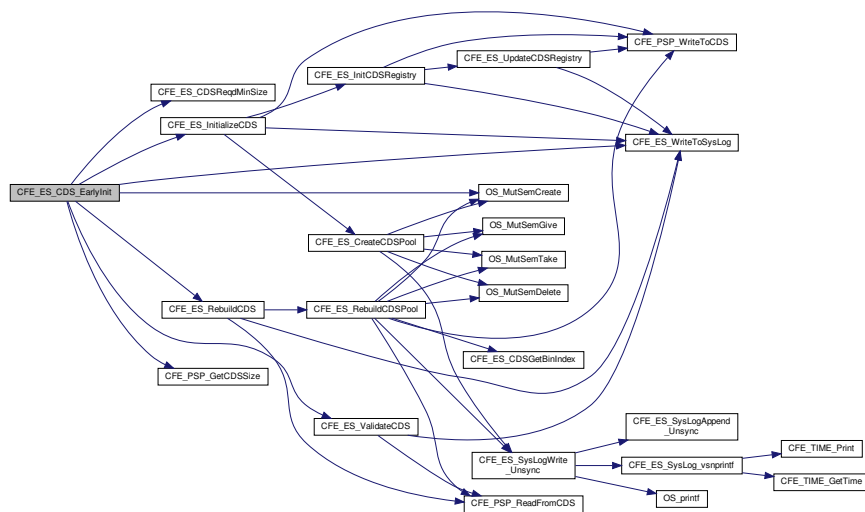 CFE_PSP_WriteToCDS
CFE_ES_UpdateCDSRegistry
CFE_ES_InitCDSRegistry
CFE_ES_CDSReqdMinSize
CFE_ES_InitializeCDS
CFE_ES_WriteToSysLog
CFE_ES_CDS_EarlyInit
OS_MutSemCreate
OS_MutSemGive
CFE_ES_CreateCDSPool
OS_MutSemTake
OS_MutSemDelete
CFE_ES_RebuildCDS
CFE_ES_RebuildCDSPool
CFE_ES_CDSGetBinIndex
CFE_PSP_GetCDSSize
CFE_ES_ValidateCDS
CFE_ES_SysLogAppend
_Unsync
CFE_TIME_Print
CFE_ES_SysLogWrite
_Unsync
CFE_ES_SysLog_vsnprintf
CFE_TIME_GetTime
OS_printf
CFE_PSP_ReadFromCDS